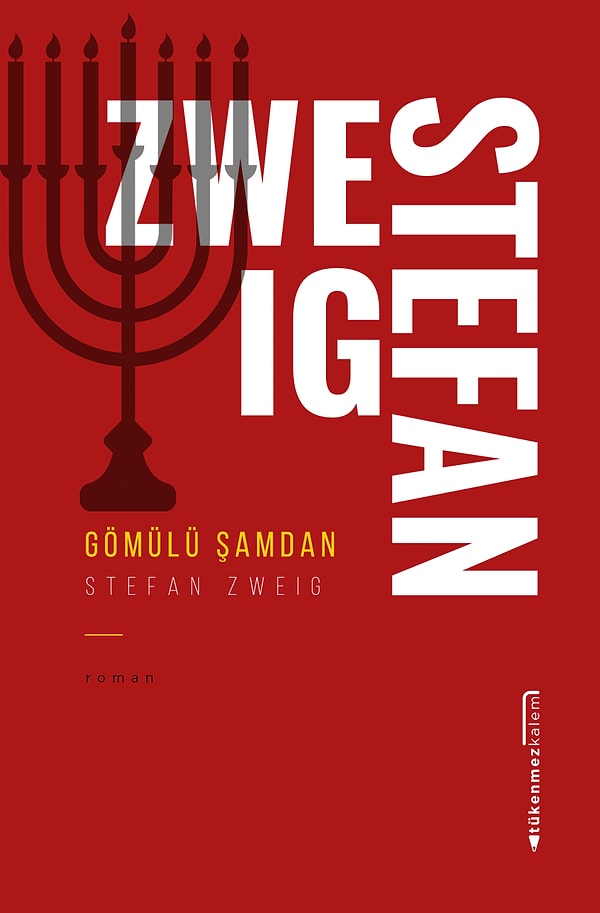 ZWE
IG
STEFAN
GÖMÜLÜ ŞAMDAN
STEFAN ZWEIG
roman
tükenmezkalem